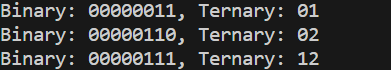 Binary: 00000011, Ternary: 01
Binary: 00000110, Ternary: 02
Binary: 00000111, Ternary: 12